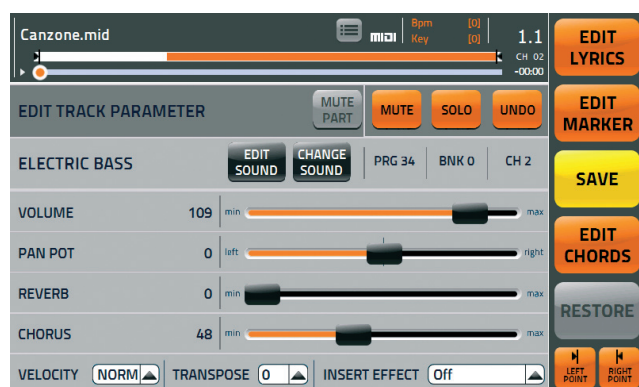 Canzone.mid
MIDI
Bpm [0]
Key [0]
1.1
CH 02
-00:00
EDIT TRACK PARAMETER
MUTE PART
MUTE
SOLO
UNDO
ELECTRIC BASS
EDIT SOUND
CHANGE SOUND
PRG 34
BNK 0
CH 2
VOLUME 109 min max
PAN POT 0 left right
REVERB 0 min max
CHORUS 48 min max
VELOCITY NORM TRANSPOSE 0 INSERT EFFECT Off
EDIT LYRICS
EDIT MARKER
SAVE
EDIT CHORDS
RESTORE
LEFT POINT
RIGHT POINT